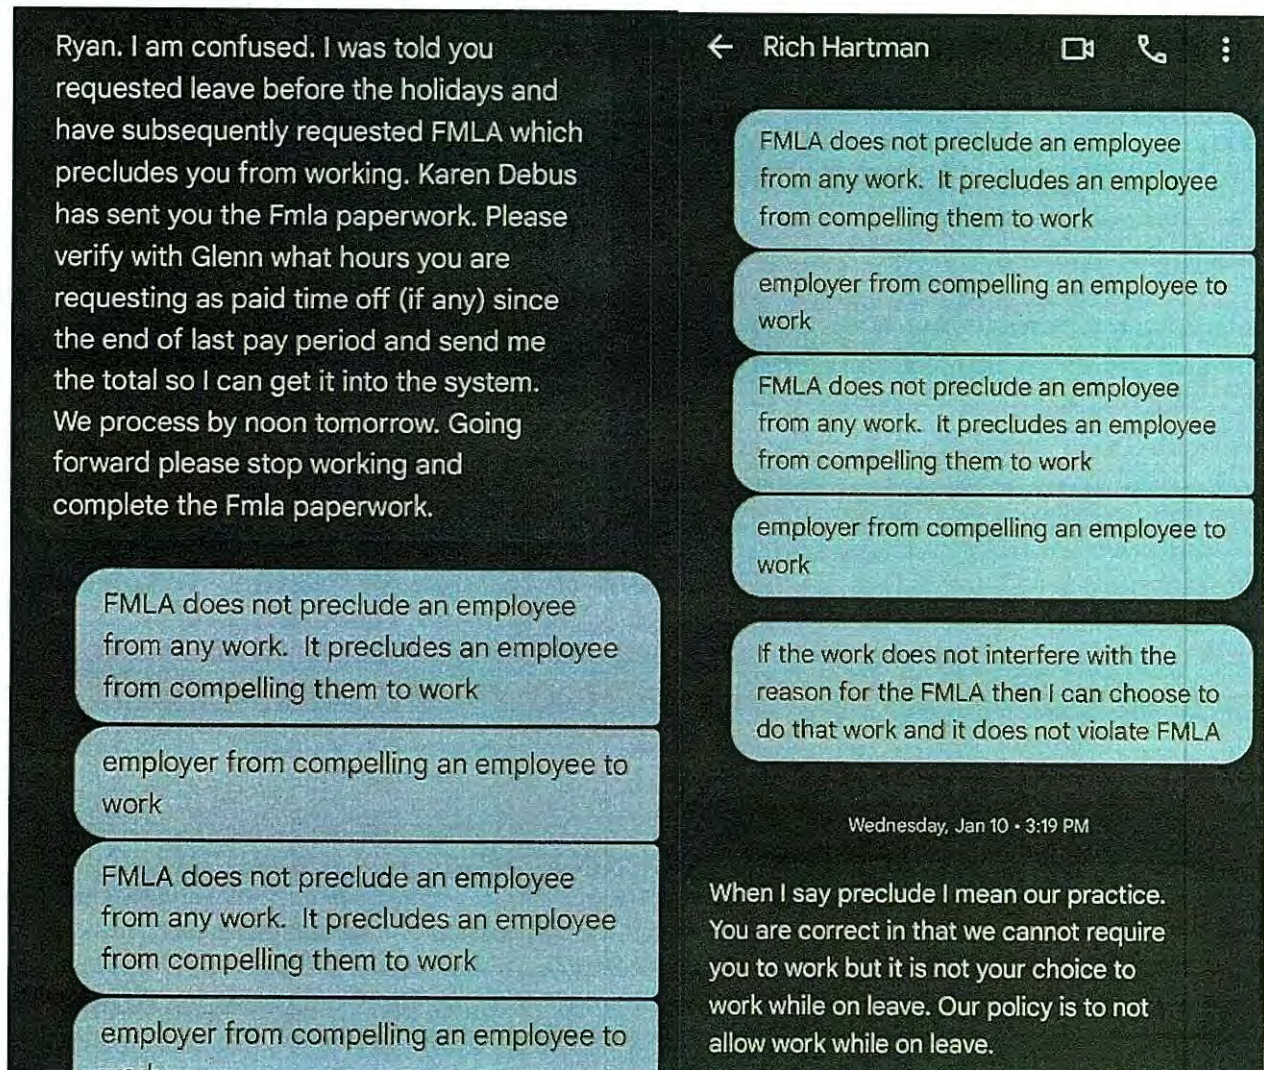 Ryan. I am confused. I was told you
requested leave before the holidays and
have subsequently requested FMLA which
precludes you from working. Karen Debus
has sent you the Fmla paperwork. Please
verify with Glenn what hours you are
requesting as paid time off (if any) since
the end of last pay period and send me
the total so I can get it into the system.
We process by noon tomorrow. Going
forward please stop working and
complete the Fmla paperwork.
FMLA does not preclude an employee
from any work. It precludes an employee
from compelling them to work
employer from compelling an employee to
work
FMLA does not preclude an employee
from any work. It precludes an employee
from compelling them to work
employer from compelling an employee to
Rich Hartman
FMLA does not preclude an employee
from any work. It precludes an employee
from compelling them to work
employer from compelling an employee to
work
FMLA does not preclude an employee
from any work. It precludes an employee
from compelling them to work
employer from compelling an employee to
work
If the work does not interfere with the
reason for the FMLA then I can choose to
do that work and it does not violate FMLA
Wednesday, Jan 10 • 3:19 PM
When I say preclude I mean our practice.
You are correct in that we cannot require
you to work but it is not your choice to
work while on leave. Our policy is to not
allow work while on leave.